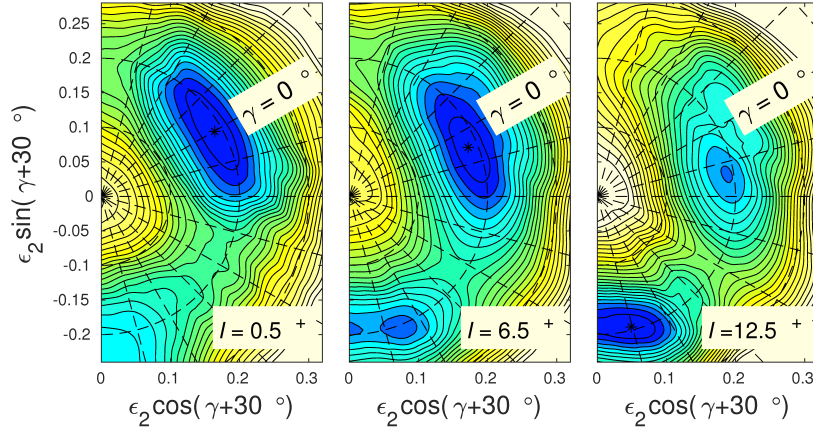 ϵ₂sin( γ+30 °)
0.25
0.2
0.15
0.1
0.05
0
-0.05
-0.1
-0.15
-0.2
γ = 0 °
γ = 0 °
γ = 0 °
I = 0.5 +
I = 6.5 +
I = 12.5 +
0 0.1 0.2 0.3
0 0.1 0.2 0.3
0 0.1 0.2 0.3
ϵ₂cos( γ+30 °)
ϵ₂cos( γ+30 °)
ϵ₂cos( γ+30 °)